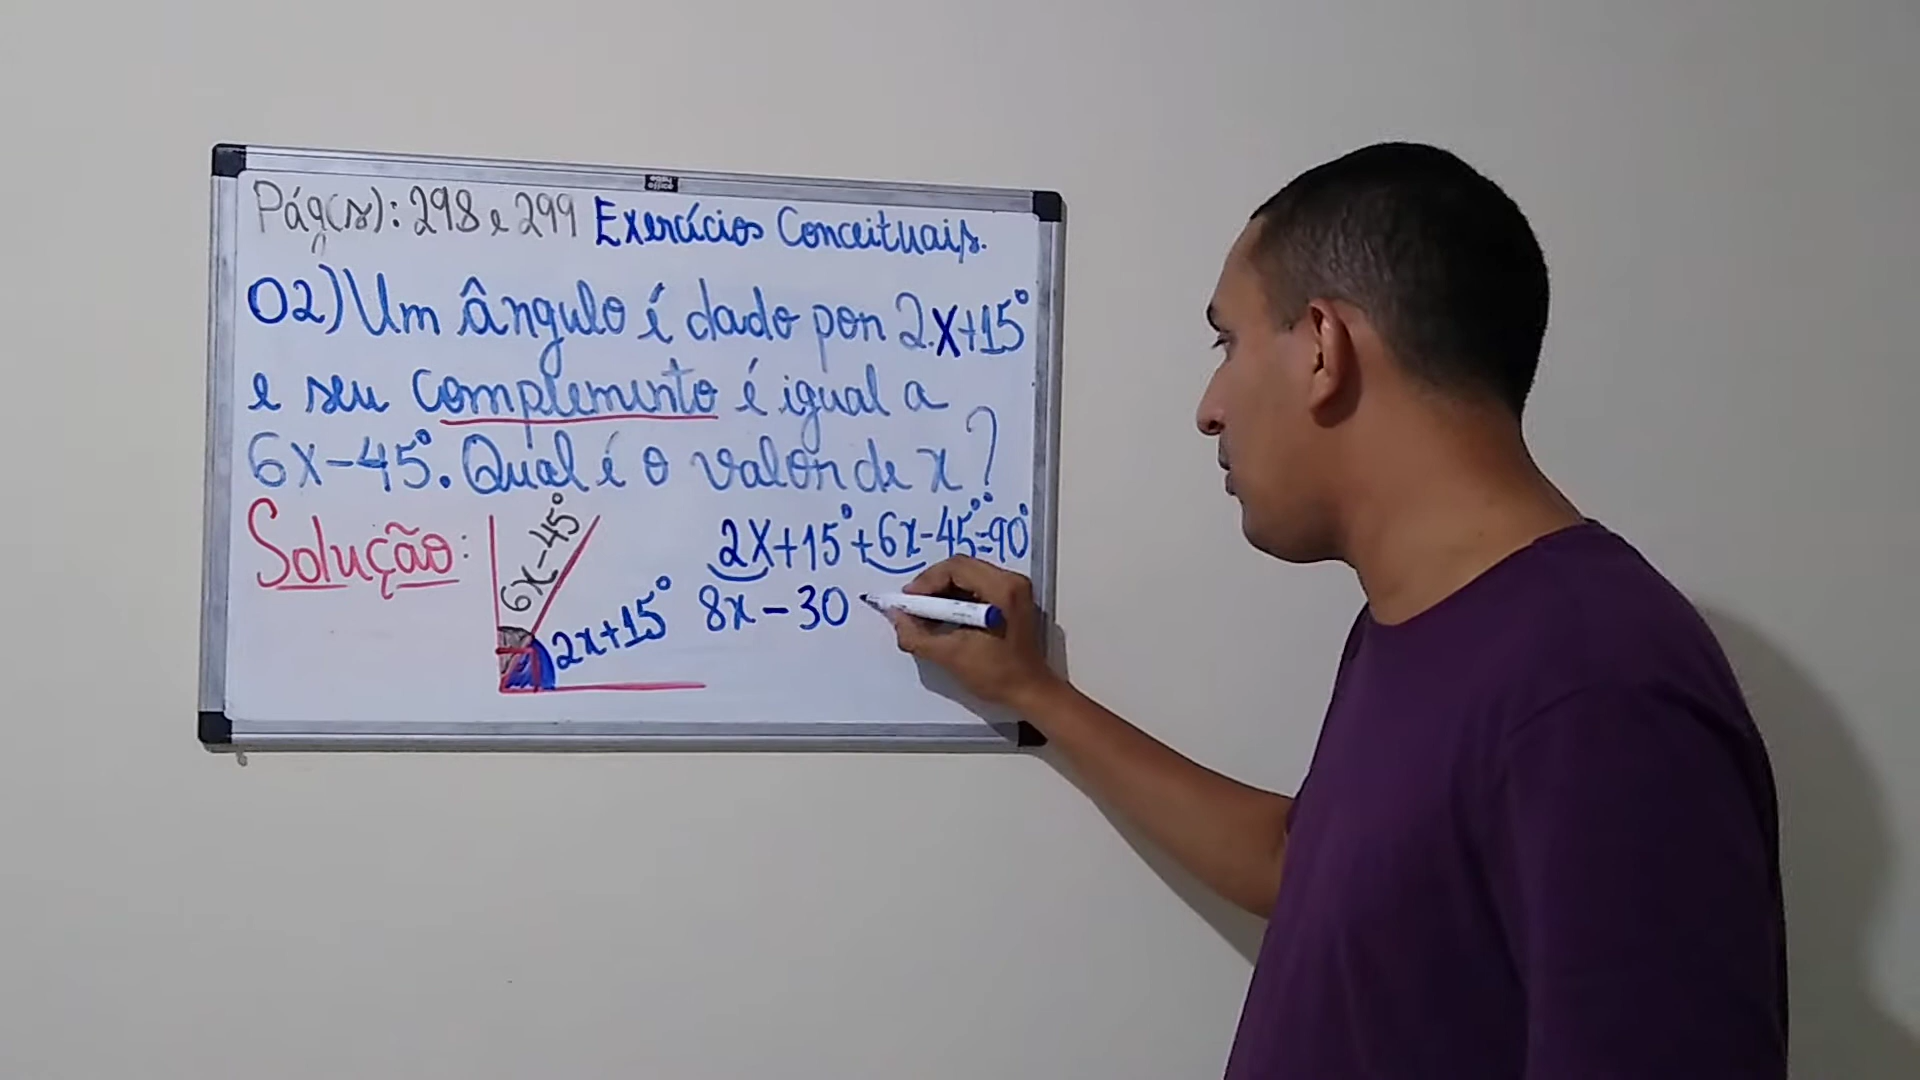 Pág(s): 298 e 299 Exercícios Conceituais.
02) Um ângulo é dado por 2.x+15°
e seu complemento é igual a
6x-45°. Qual é o valor de x?
Solução:
6x-45°
2x+15°
2x+15°+6x-45°=90°
8x-30